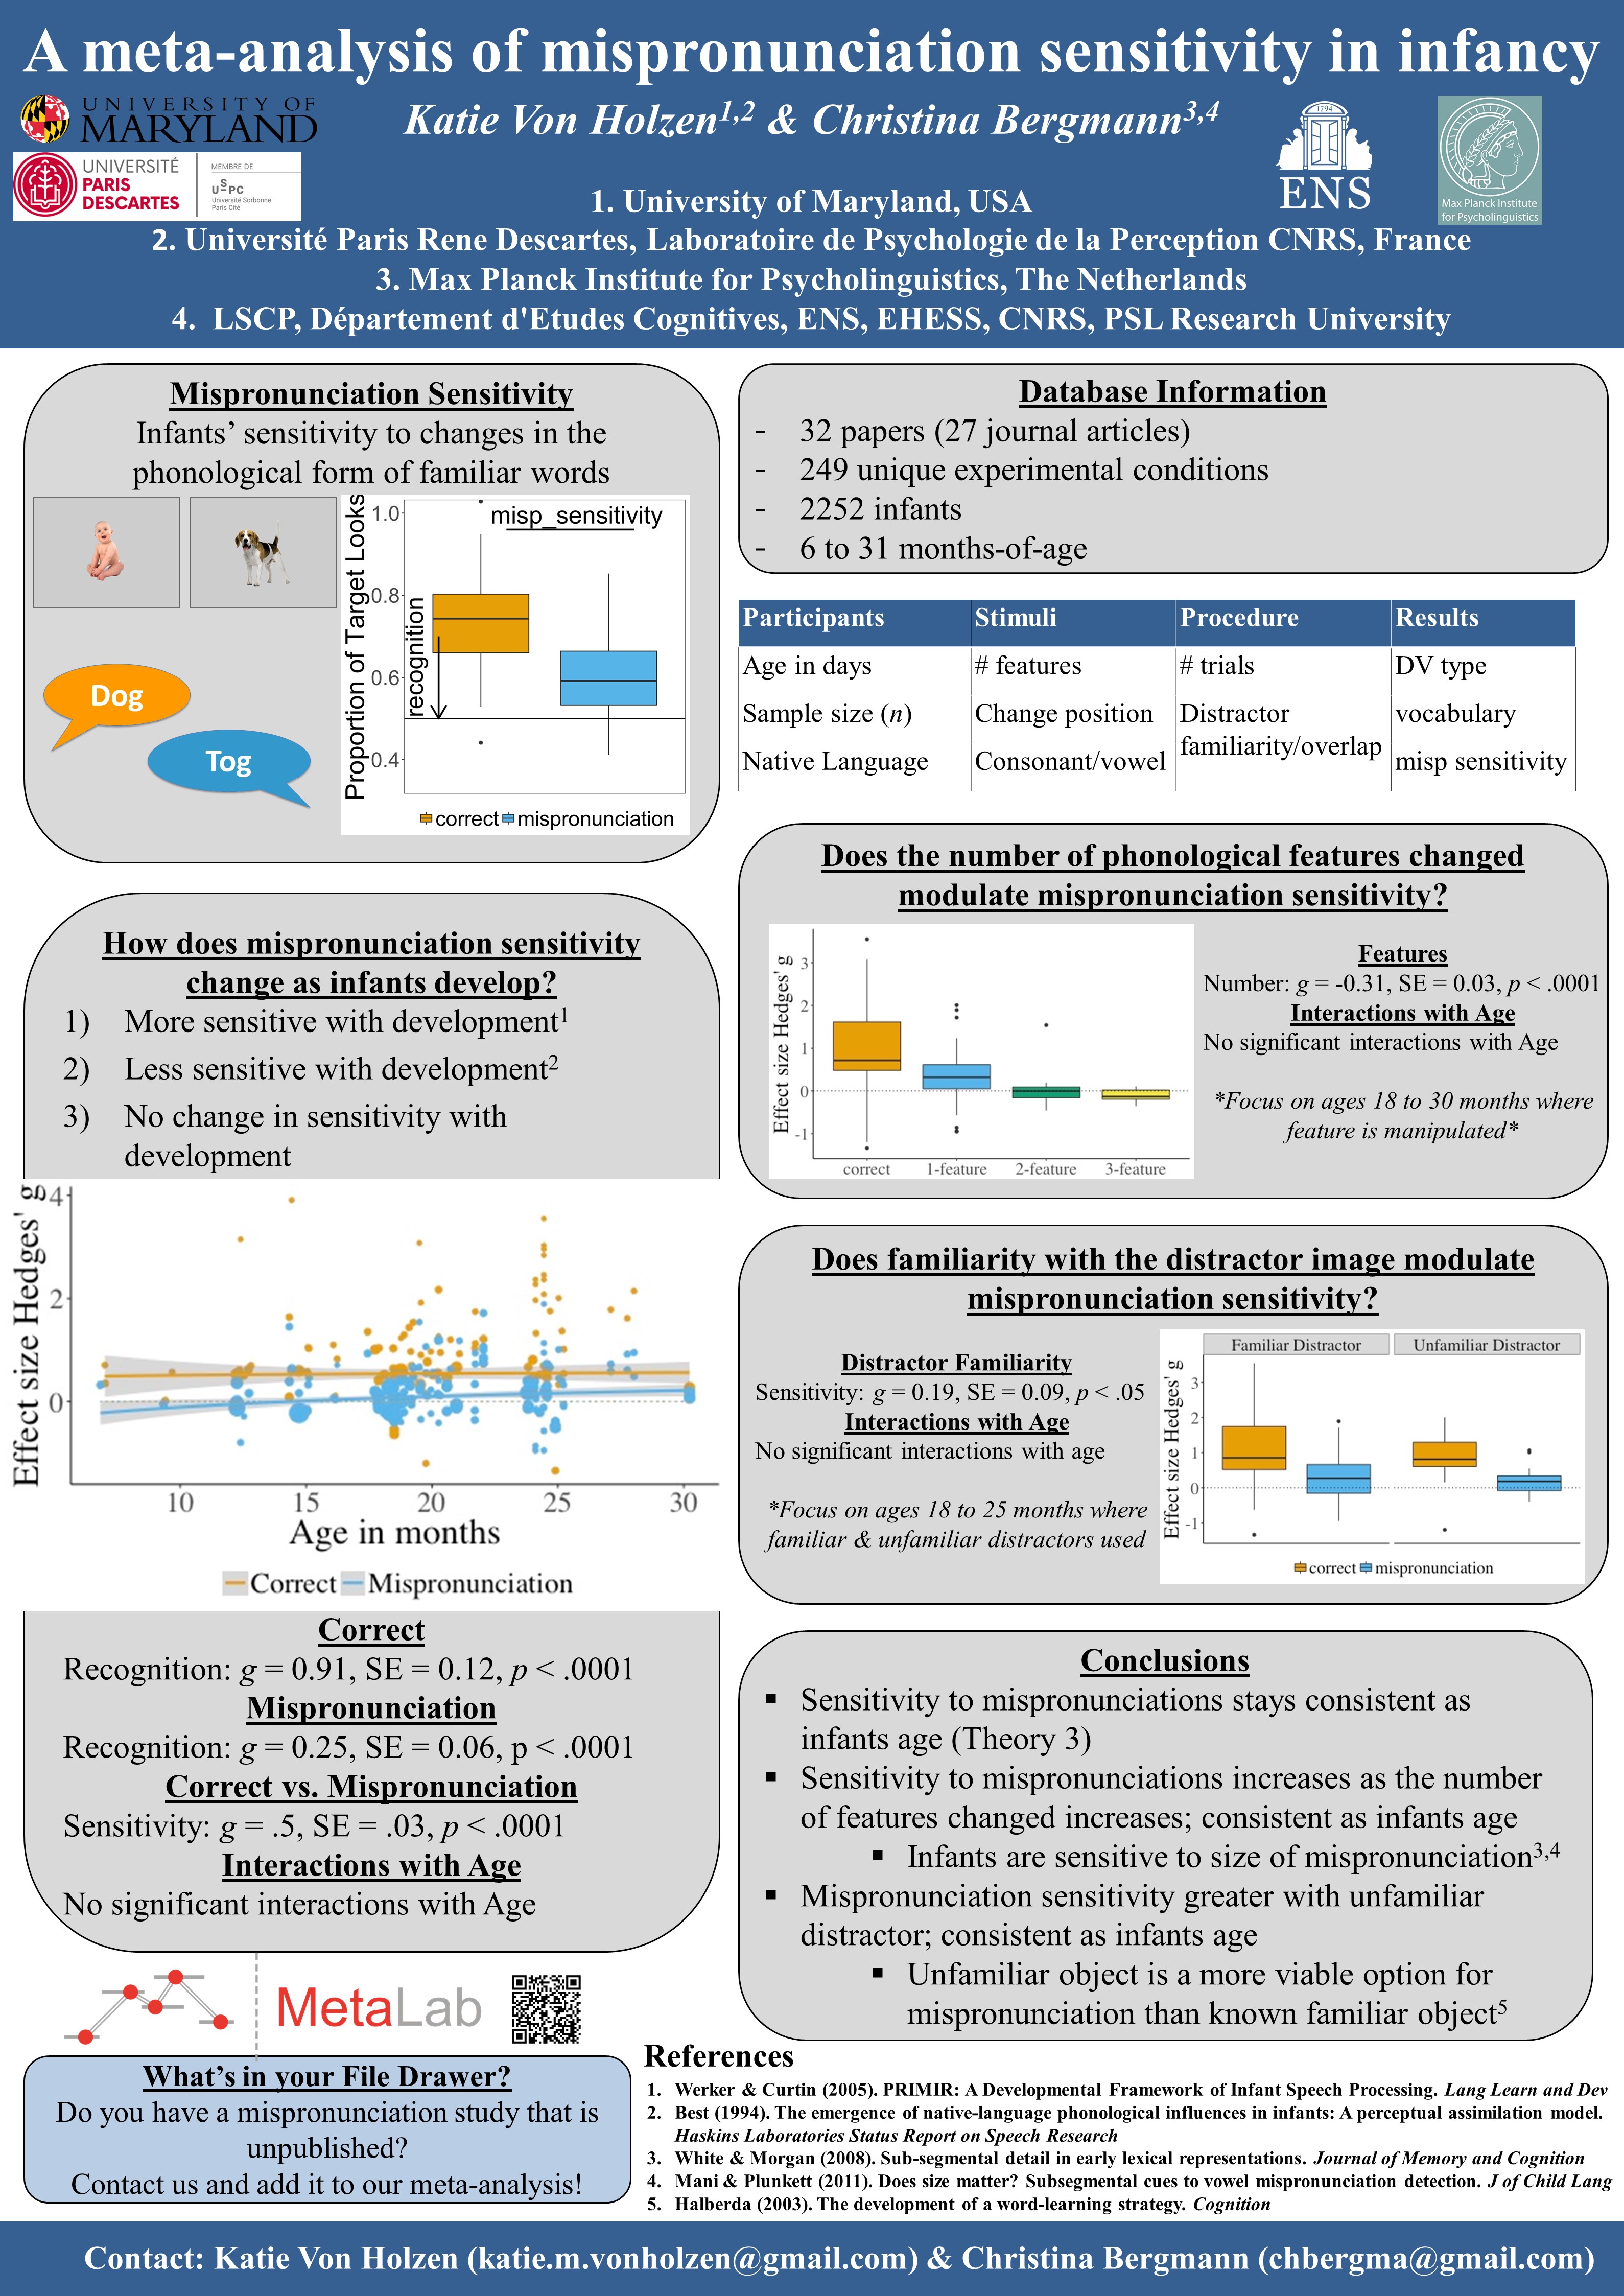 A meta-analysis of mispronunciation sensitivity in infancy
UNIVERSITY OF
MARYLAND
Katie Von Holzen1,2 & Christina Bergmann3,4
1794
ENS
Max Planck Institute
for Psycholinguistics
UNIVERSITÉ
PARIS
DESCARTES
MEMBRE DE
USPC
Université Sorbonne
Paris Cité
1. University of Maryland, USA
2. Université Paris Rene Descartes, Laboratoire de Psychologie de la Perception CNRS, France
3. Max Planck Institute for Psycholinguistics, The Netherlands
4. LSCP, Département d'Etudes Cognitives, ENS, EHESS, CNRS, PSL Research University
Mispronunciation Sensitivity
Infants' sensitivity to changes in the
phonological form of familiar words
Dog
Tog
Proportion of Target Looks
1.0
0.8
0.6
0.4
misp_sensitivity
recognition
correct mispronunciation
How does mispronunciation sensitivity
change as infants develop?
1) More sensitive with development1
2) Less sensitive with development2
3) No change in sensitivity with
development
Effect size Hedges' g
4
2
0
10 15 20 25 30
Age in months
Correct Mispronunciation
Correct
Recognition: g = 0.91, SE = 0.12, p < .0001
Mispronunciation
Recognition: g = 0.25, SE = 0.06, p < .0001
Correct vs. Mispronunciation
Sensitivity: g = .5, SE = .03, p < .0001
Interactions with Age
No significant interactions with Age
MetaLab
What's in your File Drawer?
Do you have a mispronunciation study that is
unpublished?
Contact us and add it to our meta-analysis!
Database Information
- 32 papers (27 journal articles)
- 249 unique experimental conditions
- 2252 infants
- 6 to 31 months-of-age
Participants Stimuli Procedure Results
Age in days # features # trials DV type
Sample size (n) Change position Distractor vocabulary
familiarity/overlap
Native Language Consonant/vowel misp sensitivity
Does the number of phonological features changed
modulate mispronunciation sensitivity?
Effect size Hedges' g
3
2
1
0
-1
correct 1-feature 2-feature 3-feature
Features
Number: g = -0.31, SE = 0.03, p < .0001
Interactions with Age
No significant interactions with Age
*Focus on ages 18 to 30 months where
feature is manipulated*
Does familiarity with the distractor image modulate
mispronunciation sensitivity?
Distractor Familiarity
Sensitivity: g = 0.19, SE = 0.09, p < .05
Interactions with Age
No significant interactions with age
*Focus on ages 18 to 25 months where
familiar & unfamiliar distractors used
Familiar Distractor Unfamiliar Distractor
Effect size Hedges' g
3
2
1
0
-1
correct mispronunciation
Conclusions
▪ Sensitivity to mispronunciations stays consistent as
infants age (Theory 3)
▪ Sensitivity to mispronunciations increases as the number
of features changed increases; consistent as infants age
▪ Infants are sensitive to size of mispronunciation3,4
▪ Mispronunciation sensitivity greater with unfamiliar
distractor; consistent as infants age
▪ Unfamiliar object is a more viable option for
mispronunciation than known familiar object5
References
1. Werker & Curtin (2005). PRIMIR: A Developmental Framework of Infant Speech Processing. Lang Learn and Dev
2. Best (1994). The emergence of native-language phonological influences in infants: A perceptual assimilation model.
Haskins Laboratories Status Report on Speech Research
3. White & Morgan (2008). Sub-segmental detail in early lexical representations. Journal of Memory and Cognition
4. Mani & Plunkett (2011). Does size matter? Subsegmental cues to vowel mispronunciation detection. J of Child Lang
5. Halberda (2003). The development of a word-learning strategy. Cognition
Contact: Katie Von Holzen (katie.m.vonholzen@gmail.com) & Christina Bergmann (chbergma@gmail.com)